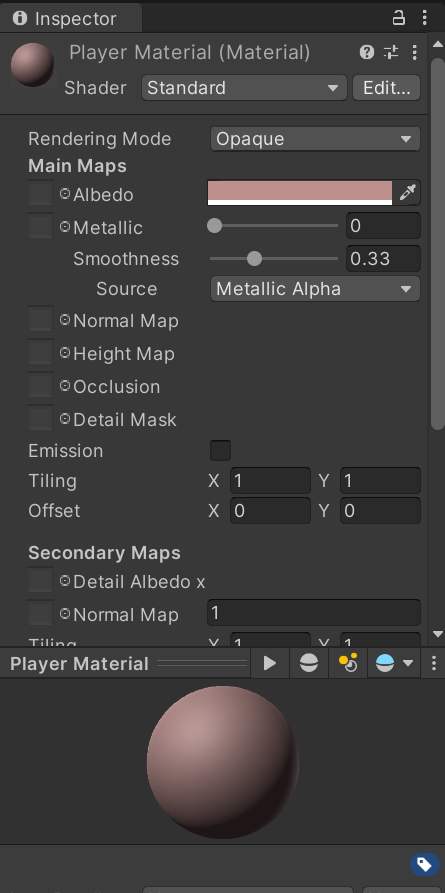 Inspector
Player Material (Material)
Shader Standard Edit...
Rendering Mode Opaque
Main Maps
Albedo
Metallic 0
Smoothness 0.33
Source Metallic Alpha
Normal Map
Height Map
Occlusion
Detail Mask
Emission
Tiling X 1 Y 1
Offset X 0 Y 0
Secondary Maps
Detail Albedo x
Normal Map 1
Tiling X 1 Y 1
Player Material